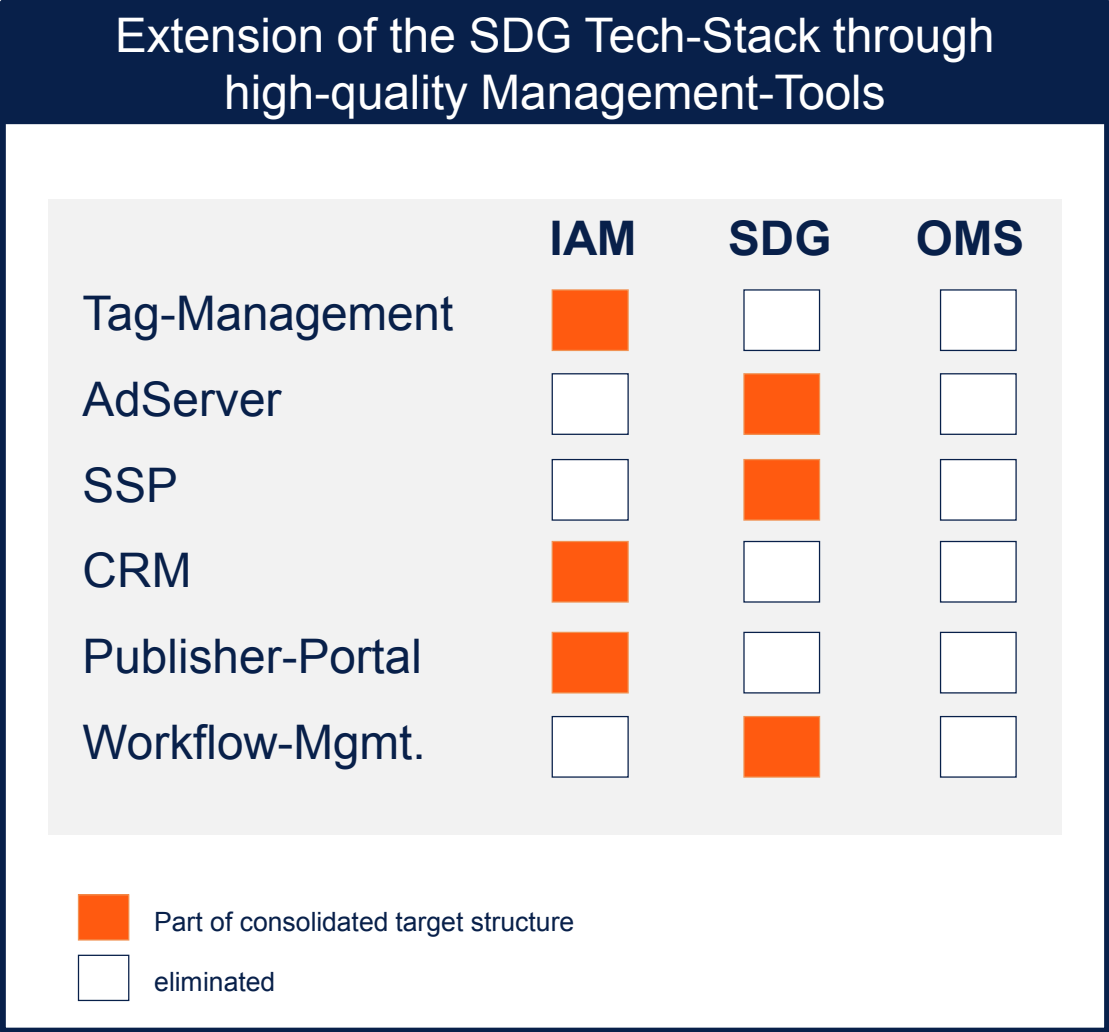 Extension of the SDG Tech-Stack through
high-quality Management-Tools
IAM SDG OMS
Tag-Management
AdServer
SSP
CRM
Publisher-Portal
Workflow-Mgmt.
Part of consolidated target structure
eliminated